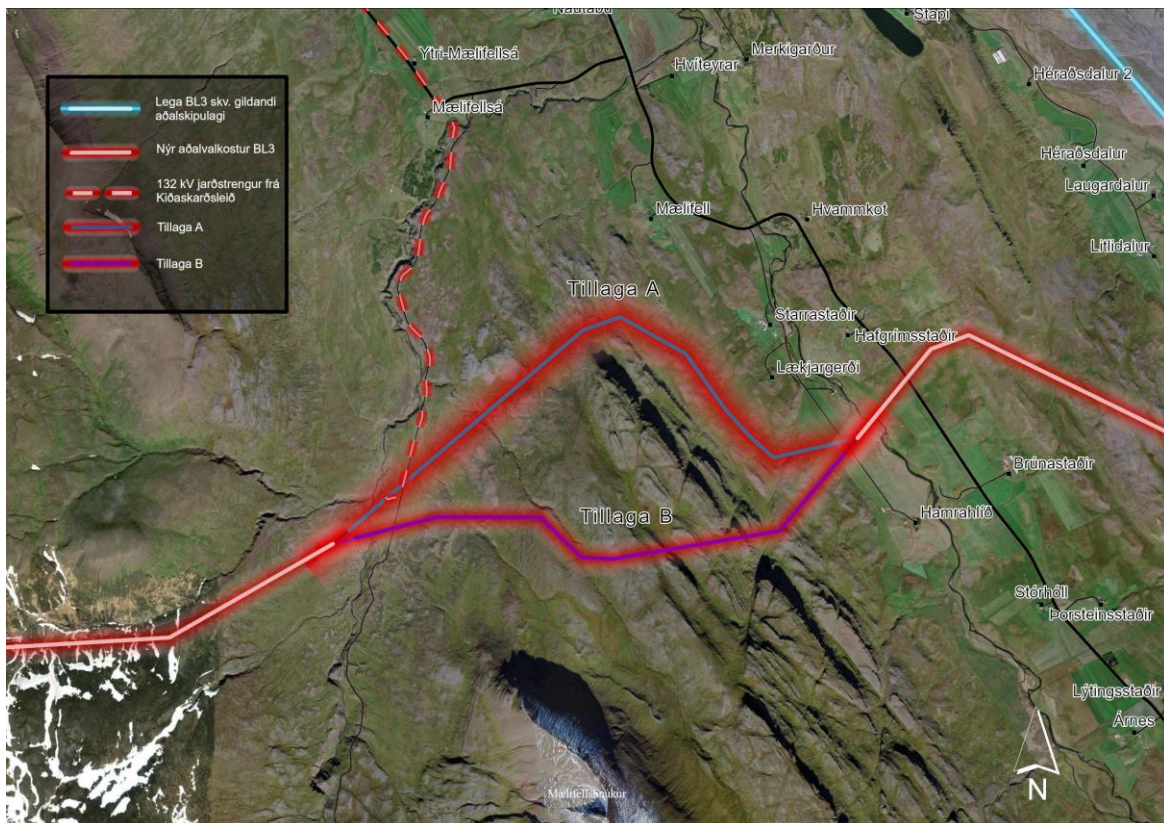 Lega BL3 skv. gildandi
aðalskipulagi
Nýr aðalvalkostur BL3
132 kV jarðstrengur frá
Kiðaskarðsleið
Tillaga A
Tillaga B
Stapi
Ytri-Mælifellsá
Merkigarður
Hvíteyrar
Héraðsdalur 2
Mælifellsá
Héraðsdalur
Laugardalur
Mælifell
Hvammkot
Litlidalur
Tillaga A
Starrastaðir
Hafgrímsstaðir
Lækjargerði
Brúnastaðir
Tillaga B
Hamrahlíð
Stórhóll
Þorsteinsstaðir
Lýtingsstaðir
Árnes
N
Mælifellshnúkur